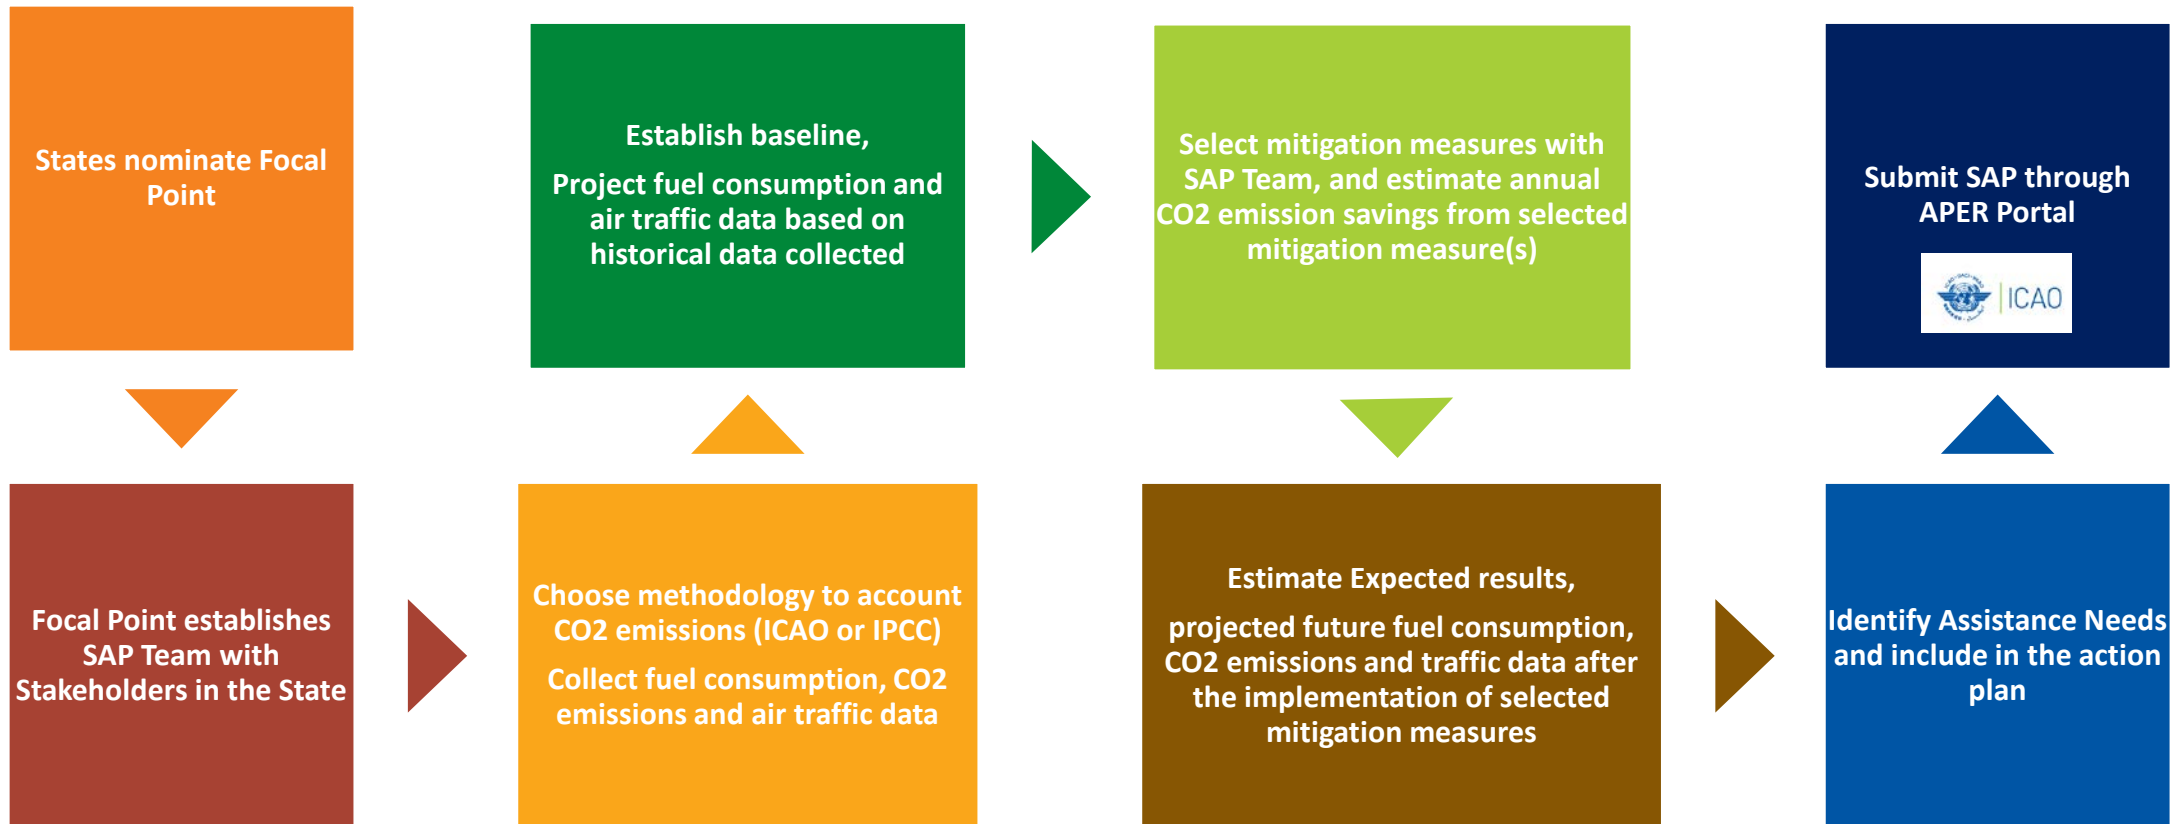 States nominate Focal
Point
Focal Point establishes
SAP Team with
Stakeholders in the State
Choose methodology to account
CO2 emissions (ICAO or IPCC)
Collect fuel consumption, CO2
emissions and air traffic data
Establish baseline,
Project fuel consumption and
air traffic data based on
historical data collected
Select mitigation measures with
SAP Team, and estimate annual
CO2 emission savings from selected
mitigation measure(s)
Estimate Expected results,
projected future fuel consumption,
CO2 emissions and traffic data after
the implementation of selected
mitigation measures
Identify Assistance Needs
and include in the action
plan
Submit SAP through
APER Portal
ICAO